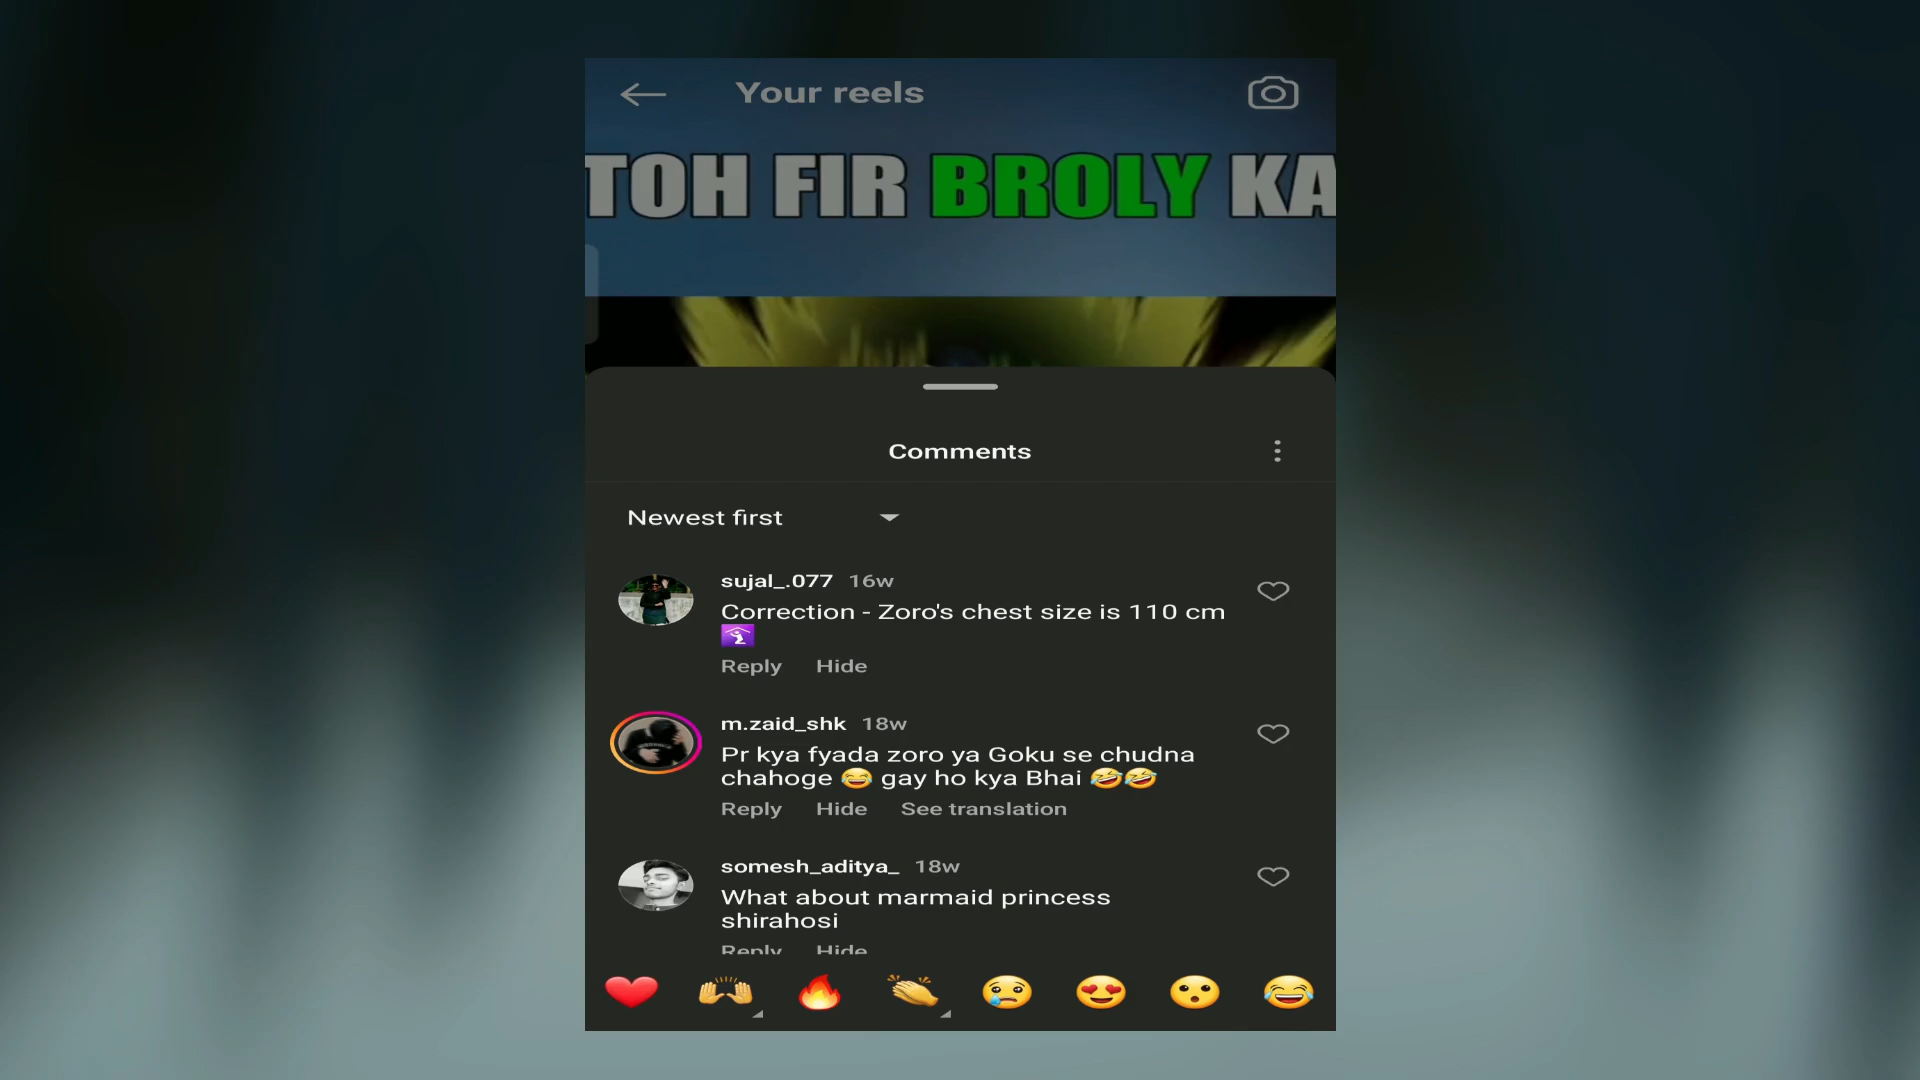 Your reels
TOH FIR BROLY KA
Comments
Newest first
sujal_.077 16w
Correction - Zoro's chest size is 110 cm
🛐
Reply Hide
m.zaid_shk 18w
Pr kya fyada zoro ya Goku se chudna
chahoge 😂 gay ho kya Bhai 🤣🤣
Reply Hide See translation
somesh_aditya_ 18w
What about marmaid princess
shirahosi
Reply Hide